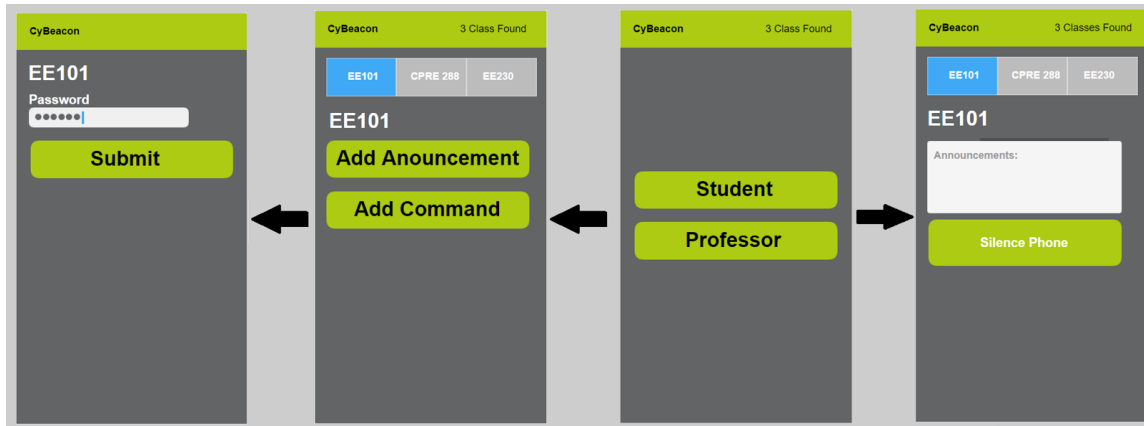 CyBeacon
EE101
Password
Submit
CyBeacon 3 Class Found
EE101 CPRE 288 EE230
EE101
Add Anouncement
Add Command
CyBeacon 3 Class Found
Student
Professor
CyBeacon 3 Classes Found
EE101 CPRE 288 EE230
EE101
Announcements:
Silence Phone